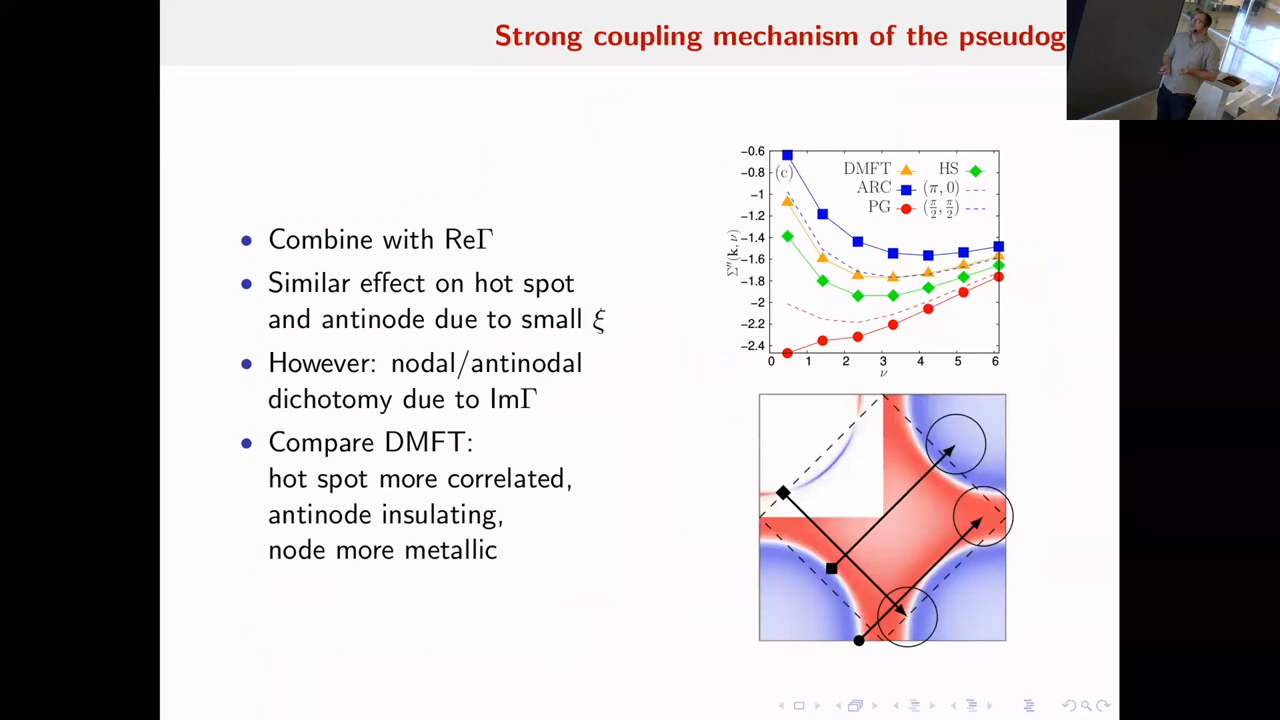 Strong coupling mechanism of the pseudog
• Combine with ReΓ
• Similar effect on hot spot
and antinode due to small ξ
• However: nodal/antinodal
dichotomy due to ImΓ
• Compare DMFT:
hot spot more correlated,
antinode insulating,
node more metallic
(c)
DMFT
HS
ARC
(π, 0)
PG
(π/2, π/2)
Σ′′(k, ν)
-0.6
-0.8
-1
-1.2
-1.4
-1.6
-1.8
-2
-2.2
-2.4
0 1 2 3 4 5 6
ν